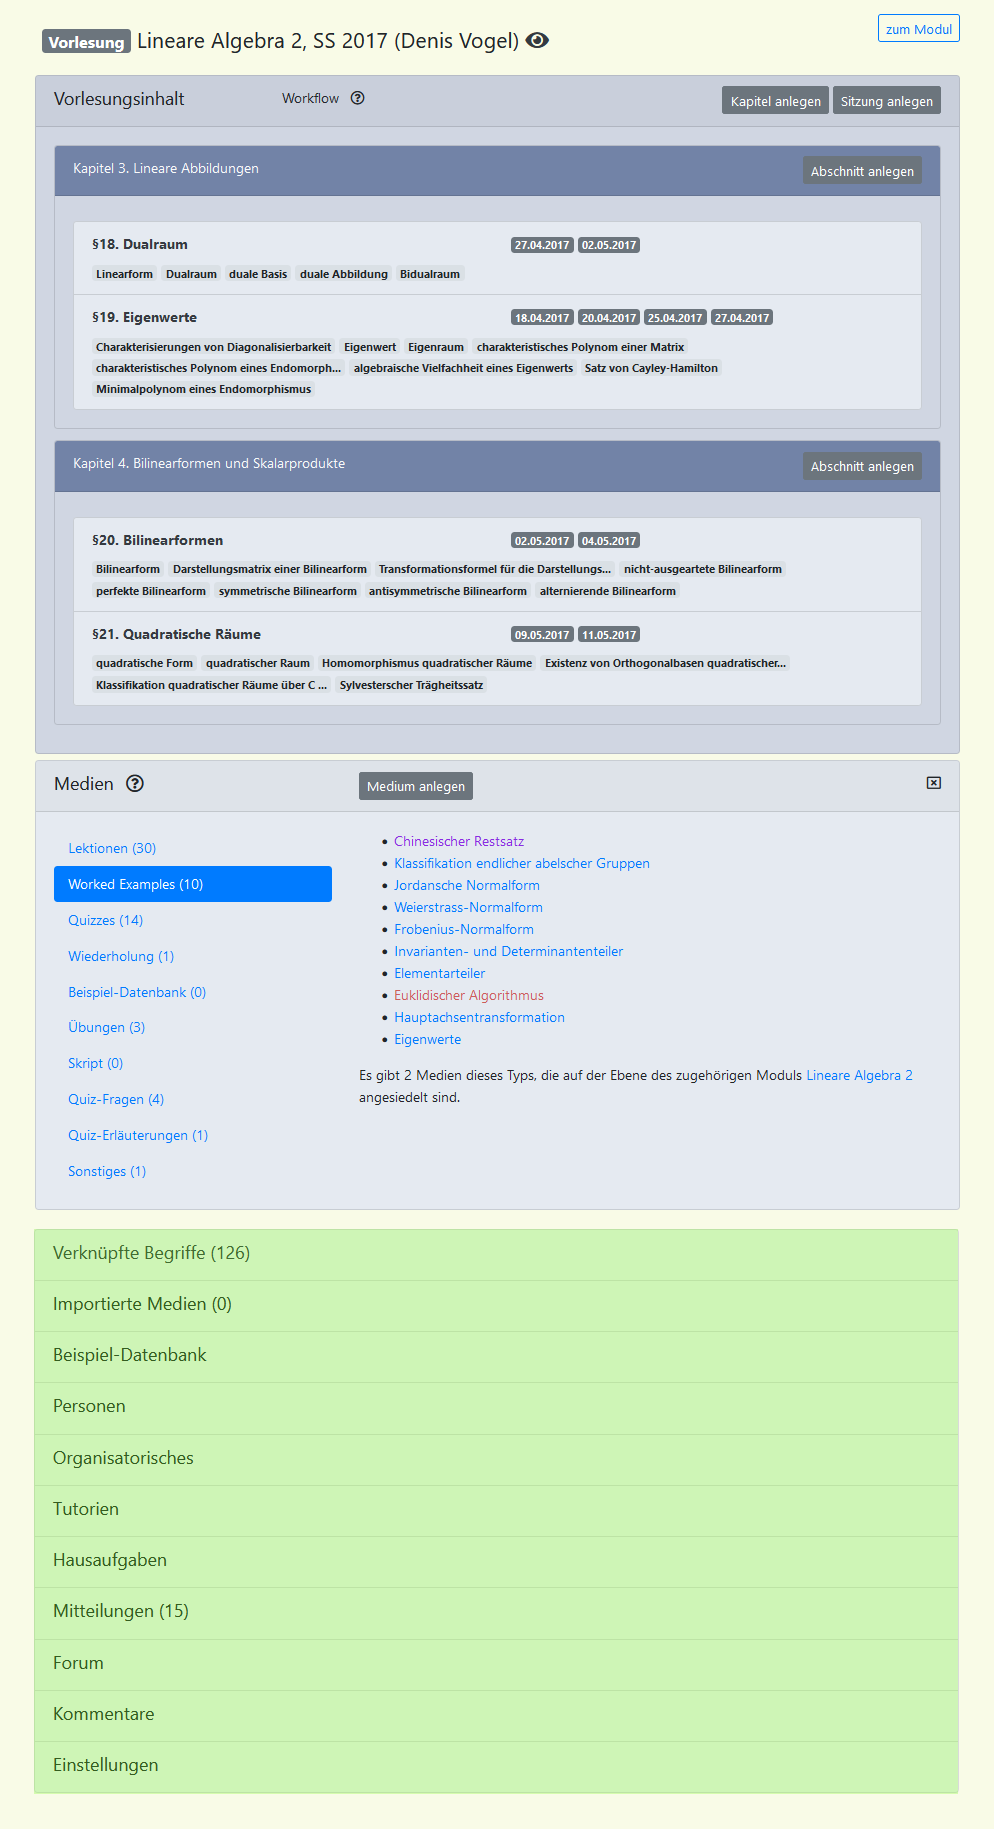 Vorlesung Lineare Algebra 2, SS 2017 (Denis Vogel)
zum Modul
Vorlesungsinhalt Workflow Kapitel anlegen Sitzung anlegen
Kapitel 3. Lineare Abbildungen Abschnitt anlegen
§18. Dualraum 27.04.2017 02.05.2017
Linearform Dualraum duale Basis duale Abbildung Bidualraum
§19. Eigenwerte 18.04.2017 20.04.2017 25.04.2017 27.04.2017
Charakterisierungen von Diagonalisierbarkeit Eigenwert Eigenraum charakteristisches Polynom einer Matrix
charakteristisches Polynom eines Endomorph... algebraische Vielfachheit eines Eigenwerts Satz von Cayley-Hamilton
Minimalpolynom eines Endomorphismus
Kapitel 4. Bilinearformen und Skalarprodukte Abschnitt anlegen
§20. Bilinearformen 02.05.2017 04.05.2017
Bilinearform Darstellungsmatrix einer Bilinearform Transformationsformel für die Darstellungs... nicht-ausgeartete Bilinearform
perfekte Bilinearform symmetrische Bilinearform antisymmetrische Bilinearform alternierende Bilinearform
§21. Quadratische Räume 09.05.2017 11.05.2017
quadratische Form quadratischer Raum Homomorphismus quadratischer Räume Existenz von Orthogonalbasen quadratischer...
Klassifikation quadratischer Räume über C ... Sylvesterscher Trägheitssatz
Medien Medium anlegen
Lektionen (30)
Worked Examples (10)
Quizzes (14)
Wiederholung (1)
Beispiel-Datenbank (0)
Übungen (3)
Skript (0)
Quiz-Fragen (4)
Quiz-Erläuterungen (1)
Sonstiges (1)
Chinesischer Restsatz
Klassifikation endlicher abelscher Gruppen
Jordansche Normalform
Weierstrass-Normalform
Frobenius-Normalform
Invarianten- und Determinantenteiler
Elementarteiler
Euklidischer Algorithmus
Hauptachsentransformation
Eigenwerte
Es gibt 2 Medien dieses Typs, die auf der Ebene des zugehörigen Moduls Lineare Algebra 2
angesiedelt sind.
Verknüpfte Begriffe (126)
Importierte Medien (0)
Beispiel-Datenbank
Personen
Organisatorisches
Tutorien
Hausaufgaben
Mitteilungen (15)
Forum
Kommentare
Einstellungen